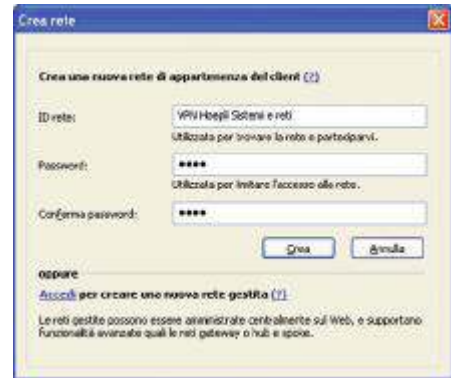 Crea rete
Crea una nuova rete di appartenenza del client (?)
ID rete:
VPN Hoepli Sistemi e reti
Utilizzata per trovare la rete o parteciparvi.
Password:
••••
Utilizzata per limitare l'accesso alla rete.
Conferma password:
••••
Crea
Annulla
oppure
Accedi per creare una nuova rete gestita (?)
Le reti gestite possono essere amministrate centralmente sul Web, e supportano
funzionalità avanzate quali le reti gateway o hub e spoke.